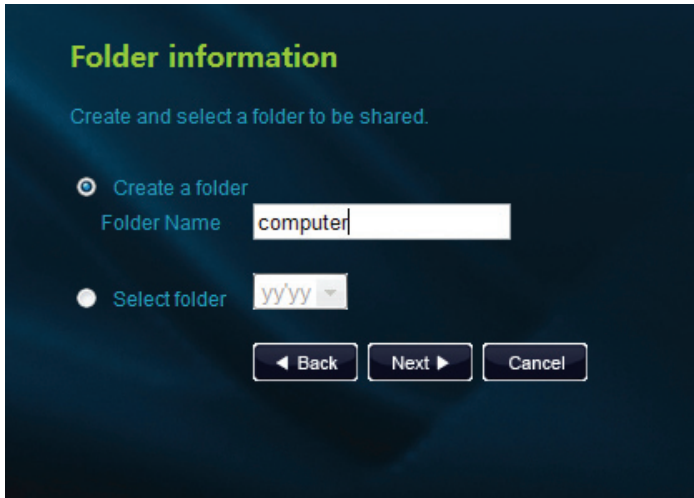 Folder information
Create and select a folder to be shared.
Create a folder
Folder Name computer
Select folder yy'yy
Back Next Cancel